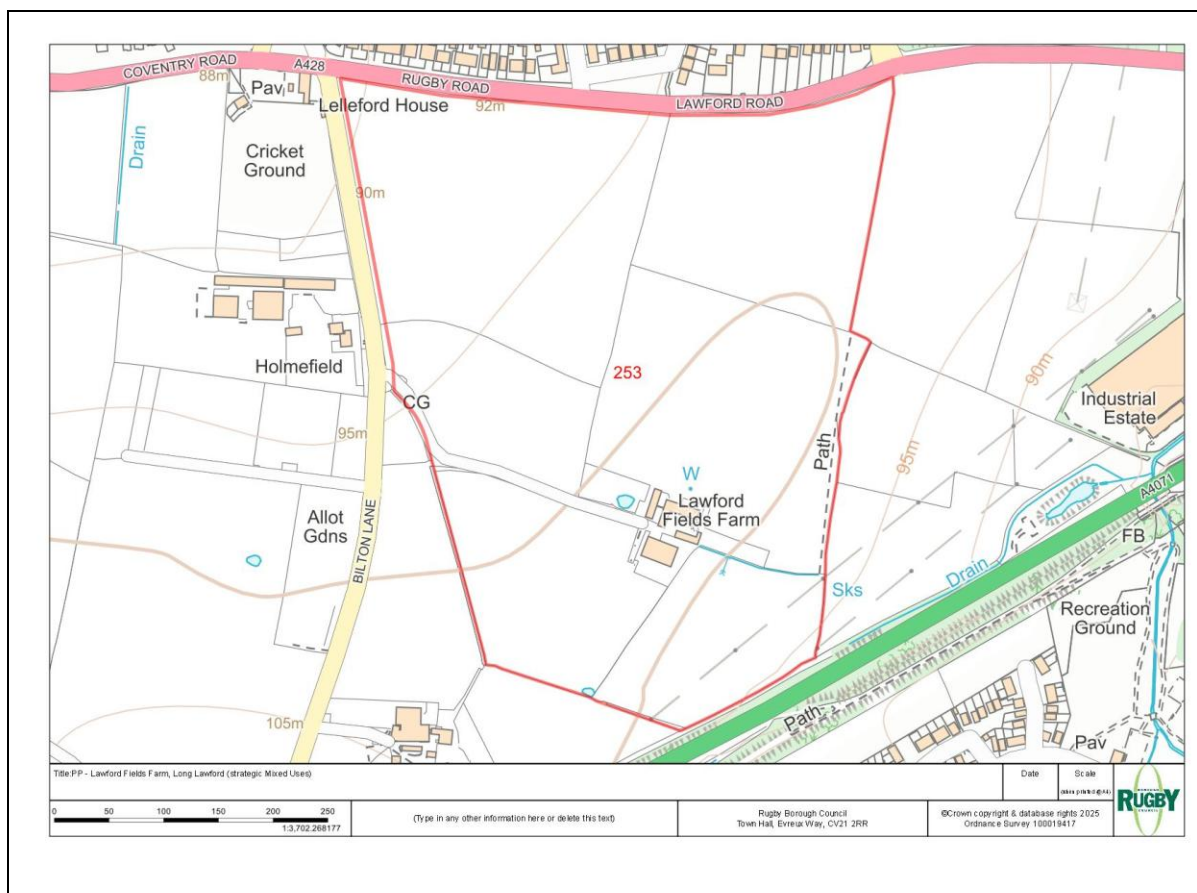 COVENTRY ROAD
88m
A428
Pav
RUGBY ROAD
Lelleford House
92m
LAWFORD ROAD
Drain
Cricket
Ground
90m
Holmefield
253
CG
90m
Industrial
Estate
95m
95m
Path
W
Lawford
Fields Farm
A4071
Allot
Gdns
BILTON LANE
FB
Sks
Drain
Recreation
Ground
105m
Path
Pav
Title:PP - Lawford Fields Farm, Long Lawford (strategic Mixed Uses)
Date
Scale
0 50 100 150 200 250
1:3,702.268177
(Type in any other information here or delete this text)
Rugby Borough Council
Town Hall, Evreux Way, CV21 2RR
©Crown copyright & database rights 2025
Ordnance Survey 100019417
RUGBY